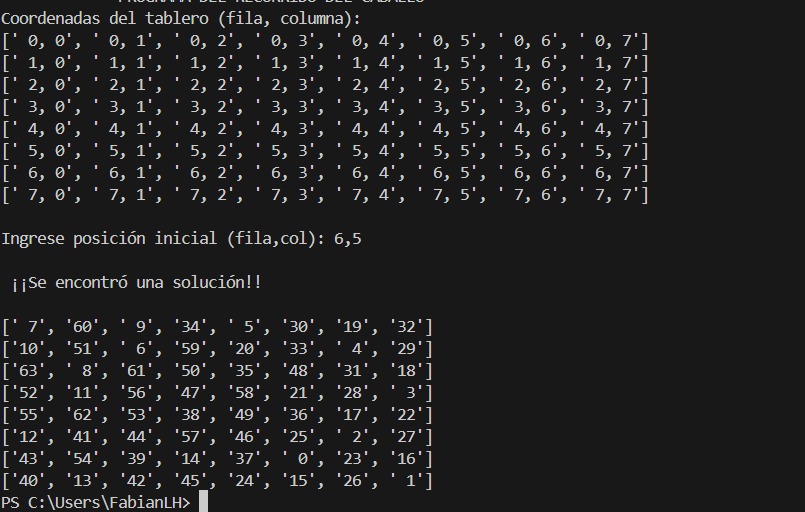 PROGRAMA DEL RECORRIDO DEL CABALLO
Coordenadas del tablero (fila, columna):
[' 0, 0', ' 0, 1', ' 0, 2', ' 0, 3', ' 0, 4', ' 0, 5', ' 0, 6', ' 0, 7']
[' 1, 0', ' 1, 1', ' 1, 2', ' 1, 3', ' 1, 4', ' 1, 5', ' 1, 6', ' 1, 7']
[' 2, 0', ' 2, 1', ' 2, 2', ' 2, 3', ' 2, 4', ' 2, 5', ' 2, 6', ' 2, 7']
[' 3, 0', ' 3, 1', ' 3, 2', ' 3, 3', ' 3, 4', ' 3, 5', ' 3, 6', ' 3, 7']
[' 4, 0', ' 4, 1', ' 4, 2', ' 4, 3', ' 4, 4', ' 4, 5', ' 4, 6', ' 4, 7']
[' 5, 0', ' 5, 1', ' 5, 2', ' 5, 3', ' 5, 4', ' 5, 5', ' 5, 6', ' 5, 7']
[' 6, 0', ' 6, 1', ' 6, 2', ' 6, 3', ' 6, 4', ' 6, 5', ' 6, 6', ' 6, 7']
[' 7, 0', ' 7, 1', ' 7, 2', ' 7, 3', ' 7, 4', ' 7, 5', ' 7, 6', ' 7, 7']
Ingrese posición inicial (fila,col): 6,5
¡¡Se encontró una solución!!
[' 7', '60', ' 9', '34', ' 5', '30', '19', '32']
['10', '51', ' 6', '59', '20', '33', ' 4', '29']
['63', ' 8', '61', '50', '35', '48', '31', '18']
['52', '11', '56', '47', '58', '21', '28', ' 3']
['55', '62', '53', '38', '49', '36', '17', '22']
['12', '41', '44', '57', '46', '25', ' 2', '27']
['43', '54', '39', '14', '37', ' 0', '23', '16']
['40', '13', '42', '45', '24', '15', '26', ' 1']
PS C:\Users\FabianLH>